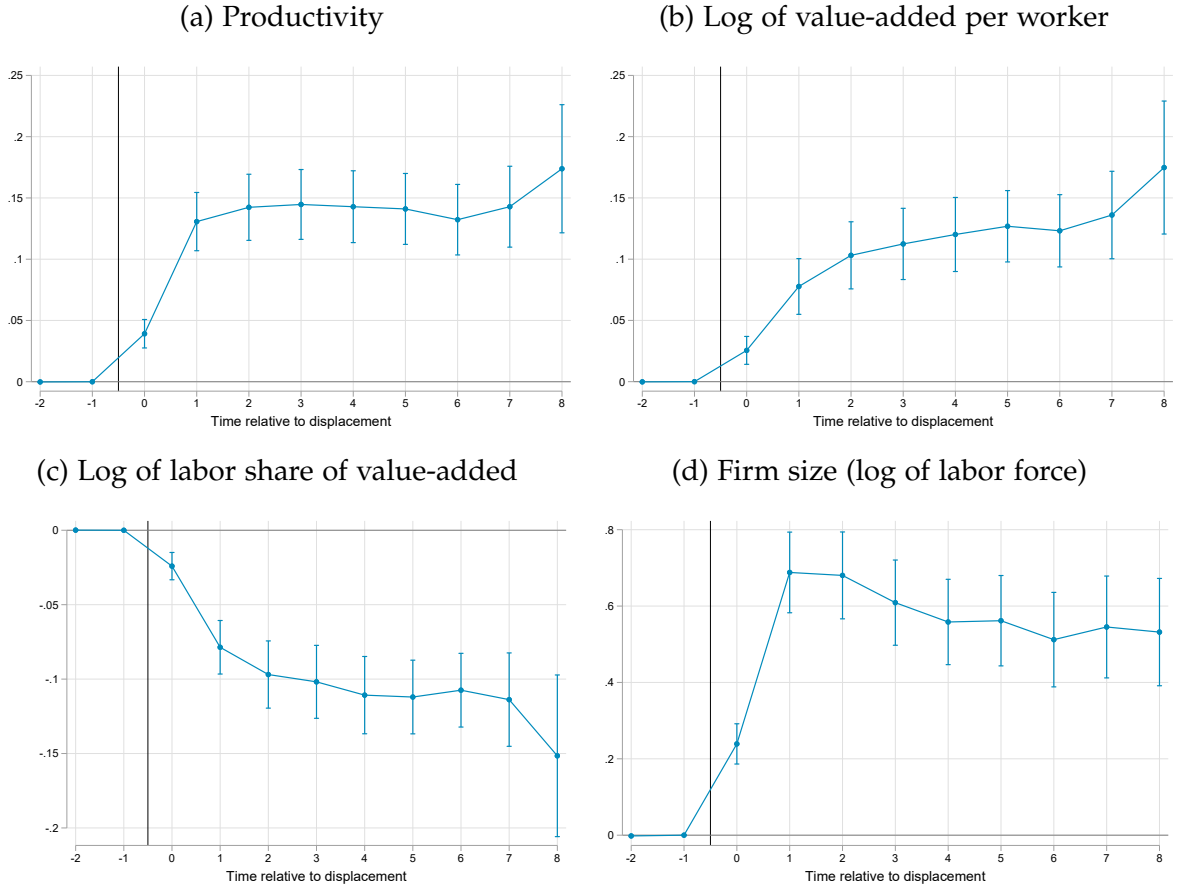 (a) Productivity
(b) Log of value-added per worker
.25
.2
.15
.1
.05
0
-2 -1 0 1 2 3 4 5 6 7 8
Time relative to displacement
.25
.2
.15
.1
.05
0
-2 -1 0 1 2 3 4 5 6 7 8
Time relative to displacement
(c) Log of labor share of value-added
(d) Firm size (log of labor force)
0
-.05
-.1
-.15
-.2
-2 -1 0 1 2 3 4 5 6 7 8
Time relative to displacement
.8
.6
.4
.2
0
-2 -1 0 1 2 3 4 5 6 7 8
Time relative to displacement